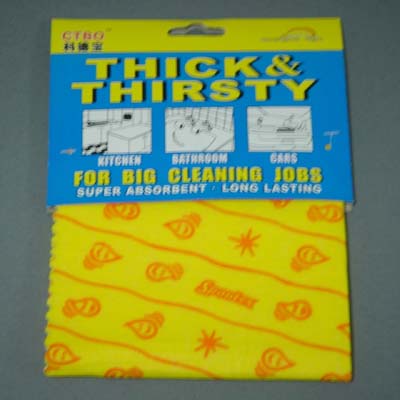 CTBO
科德宝
THICK &
THIRSTY
KITCHEN BATHROOM CARS
FOR BIG CLEANING JOBS
SUPER ABSORBENT · LONG LASTING
Spontex